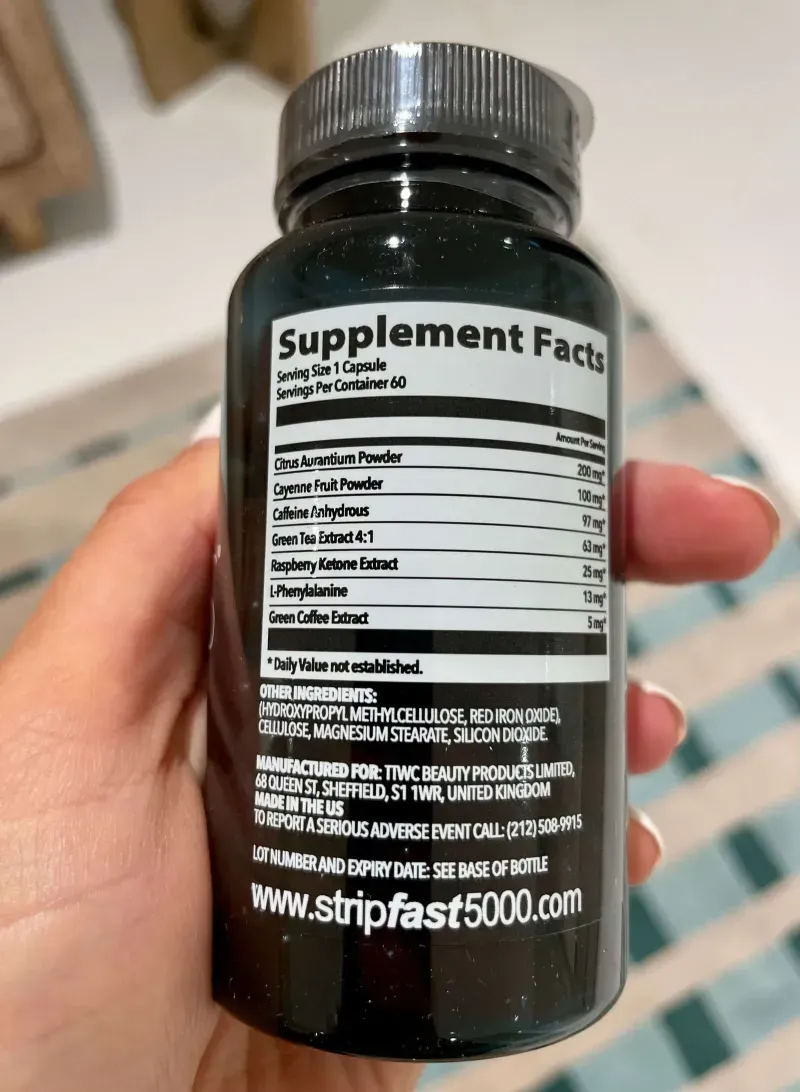 Supplement Facts
Serving Size 1 Capsule
Servings Per Container 60
Amount Per Serving
Citrus Aurantium Powder 200 mg*
Cayenne Fruit Powder 100 mg*
Caffeine Anhydrous 97 mg*
Green Tea Extract 4:1 63 mg*
Raspberry Ketone Extract 25 mg*
L-Phenylalanine 13 mg*
Green Coffee Extract 5 mg*
* Daily Value not established.
OTHER INGREDIENTS:
(HYDROXYPROPYL METHYLCELLULOSE, RED IRON OXIDE),
CELLULOSE, MAGNESIUM STEARATE, SILICON DIOXIDE.
MANUFACTURED FOR: TIWC BEAUTY PRODUCTS LIMITED,
68 QUEEN ST, SHEFFIELD, S1 1WR, UNITED KINGDOM
MADE IN THE US
TO REPORT A SERIOUS ADVERSE EVENT CALL: (212) 508-9915
LOT NUMBER AND EXPIRY DATE: SEE BASE OF BOTTLE
www.stripfast5000.com